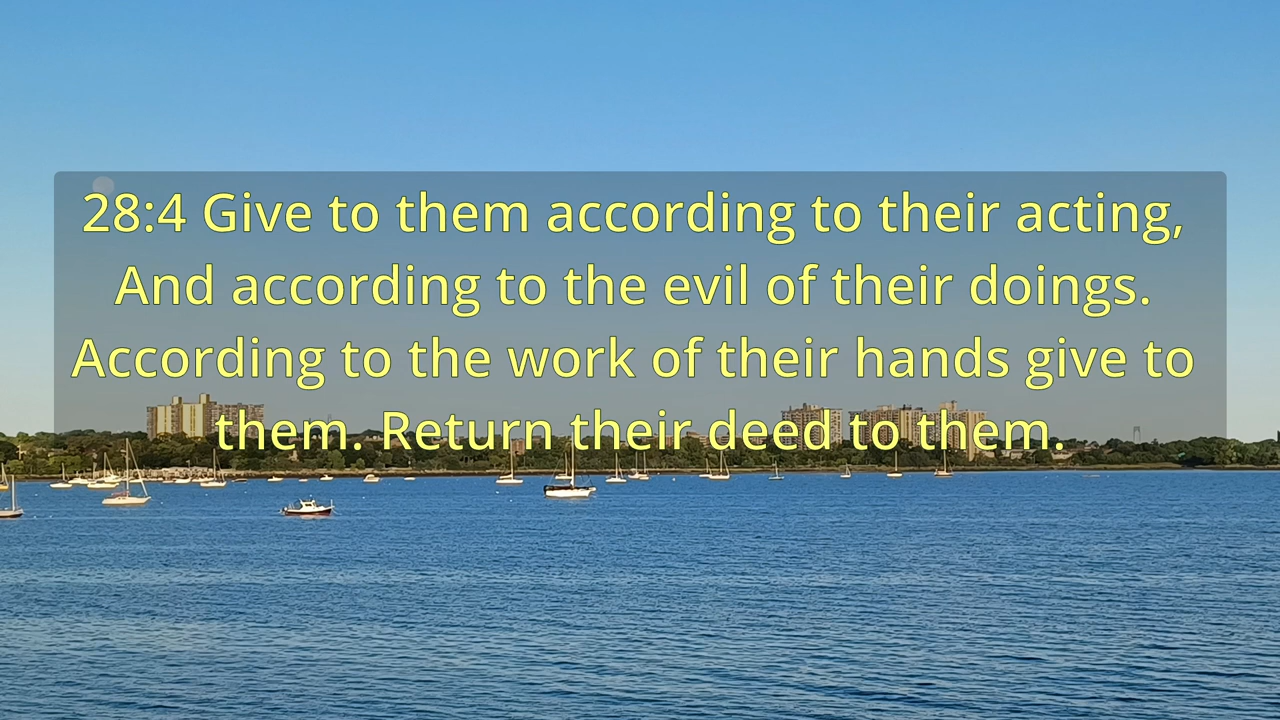 28:4 Give to them according to their acting,
And according to the evil of their doings.
According to the work of their hands give to
them. Return their deed to them.